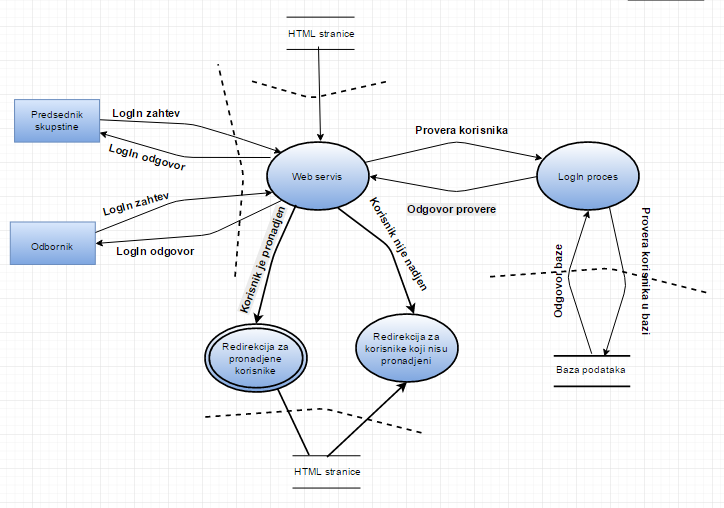 HTML stranice
Predsednik
skupstine
LogIn zahtev
LogIn odgovor
Provera korisnika
Web servis
LogIn proces
Odgovor provere
LogIn zahtev
Odbornik
LogIn odgovor
Korisnik je pronadjen
Korisnik nije nadjen
Odgovor baze
Provera korisnika u bazi
Redirekcija za
pronadjene
korisnike
Redirekcija za
korisnike koji nisu
pronadjeni
Baza podataka
HTML stranice